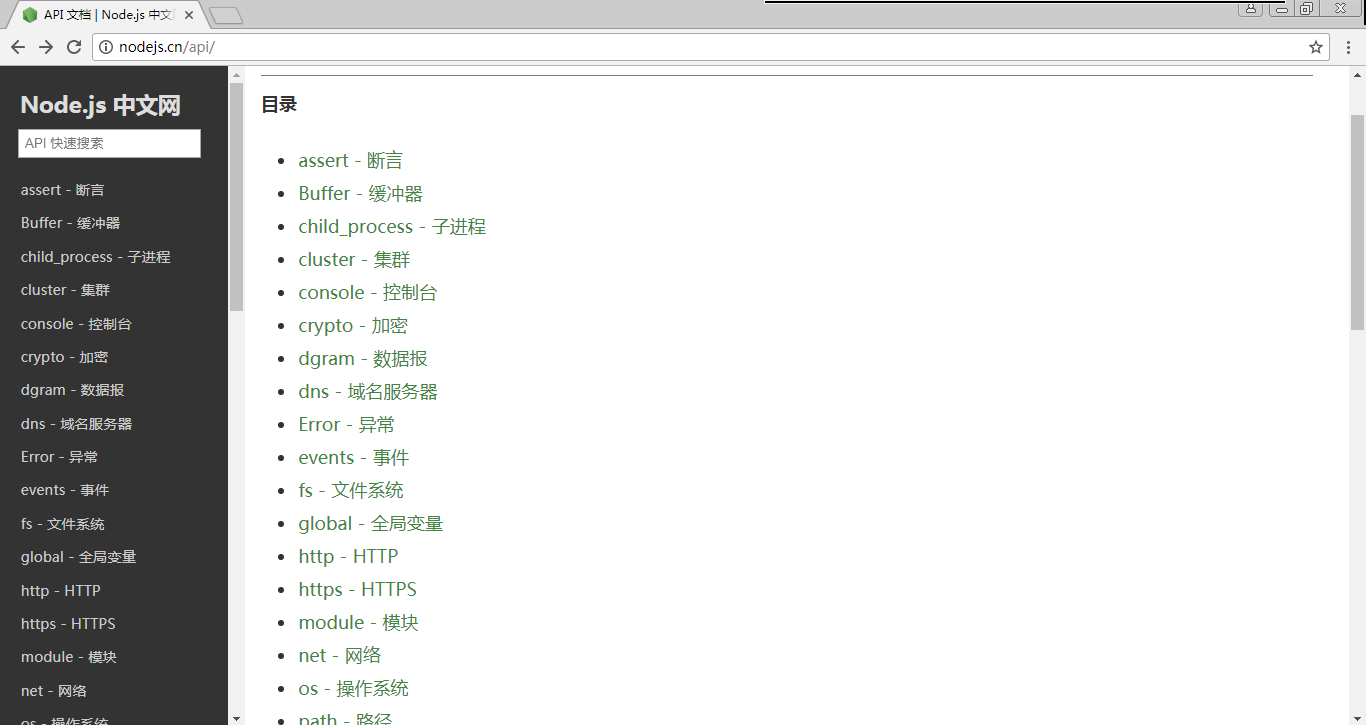 API 文档 | Node.js 中文
nodejs.cn/api/
Node.js 中文网
API 快速搜索
assert - 断言
Buffer - 缓冲器
child_process - 子进程
cluster - 集群
console - 控制台
crypto - 加密
dgram - 数据报
dns - 域名服务器
Error - 异常
events - 事件
fs - 文件系统
global - 全局变量
http - HTTP
https - HTTPS
module - 模块
net - 网络
os - 操作系统
目录
assert - 断言
Buffer - 缓冲器
child_process - 子进程
cluster - 集群
console - 控制台
crypto - 加密
dgram - 数据报
dns - 域名服务器
Error - 异常
events - 事件
fs - 文件系统
global - 全局变量
http - HTTP
https - HTTPS
module - 模块
net - 网络
os - 操作系统
path - 路径